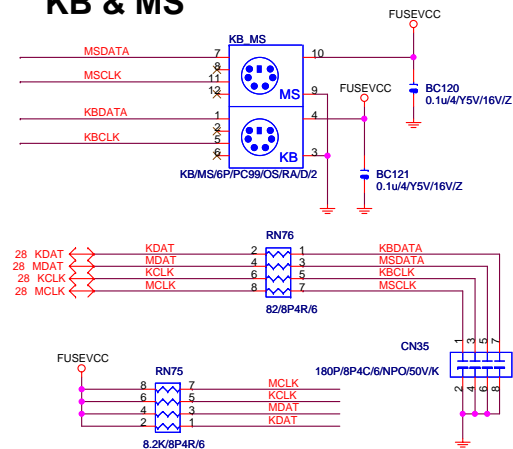 KB & MS
FUSEVCC
KB_MS
MSDATA 7 10
8
MSCLK 11
12 MS 9
FUSEVCC
BC120
0.1u/4/Y5V/16V/Z
KBDATA 1 4
2
KBCLK 5
6 KB 3
KB/MS/6P/PC99/OS/RA/D/2
BC121
0.1u/4/Y5V/16V/Z
RN76
28 KDAT KDAT 2 1 KBDATA
28 MDAT MDAT 4 3 MSDATA
28 KCLK KCLK 6 5 KBCLK
28 MCLK MCLK 8 7 MSCLK
82/8P4R/6
CN35
1 3 5 7
180P/8P4C/6/NPO/50V/K
2 4 6 8
FUSEVCC
RN75
8 7 MCLK
6 5 KCLK
4 3 MDAT
2 1 KDAT
8.2K/8P4R/6